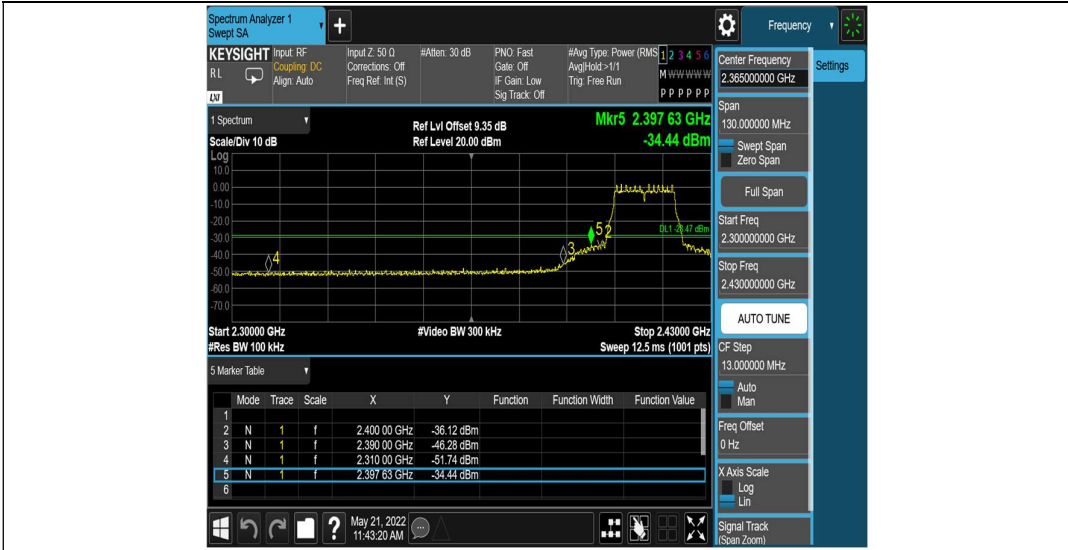 Spectrum Analyzer 1
Swept SA
+
Frequency
KEYSIGHT
RL
LXI
Input: RF
Coupling: DC
Align: Auto
Input Z: 50 Ω
Corrections: Off
Freq Ref: Int (S)
#Atten: 30 dB
PNO: Fast
Gate: Off
IF Gain: Low
Sig Track: Off
#Avg Type: Power (RMS
Avg|Hold:>1/1
Trig: Free Run
1 2 3 4 5 6
M W W W W W
P P P P P P
1 Spectrum
Scale/Div 10 dB
Log
Ref Lvl Offset 9.35 dB
Ref Level 20.00 dBm
Mkr5 2.397 63 GHz
-34.44 dBm
10.0
0.00
-10.0
-20.0
-30.0
-40.0
-50.0
-60.0
-70.0
4
3
5
2
Start 2.30000 GHz
#Res BW 100 kHz
#Video BW 300 kHz
Stop 2.43000 GHz
Sweep 12.5 ms (1001 pts)
5 Marker Table
Mode Trace Scale X Y Function Function Width Function Value
1
2 N 1 f 2.400 00 GHz -36.12 dBm
3 N 1 f 2.390 00 GHz -46.28 dBm
4 N 1 f 2.310 00 GHz -51.74 dBm
5 N 1 f 2.397 63 GHz -34.44 dBm
6
?
May 21, 2022
11:43:20 AM
Center Frequency
2.365000000 GHz
Settings
Span
130.000000 MHz
Swept Span
Zero Span
Full Span
Start Freq
2.300000000 GHz
Stop Freq
2.430000000 GHz
AUTO TUNE
CF Step
13.000000 MHz
Auto
Man
Freq Offset
0 Hz
X Axis Scale
Log
Lin
Signal Track
(Span Zoom)